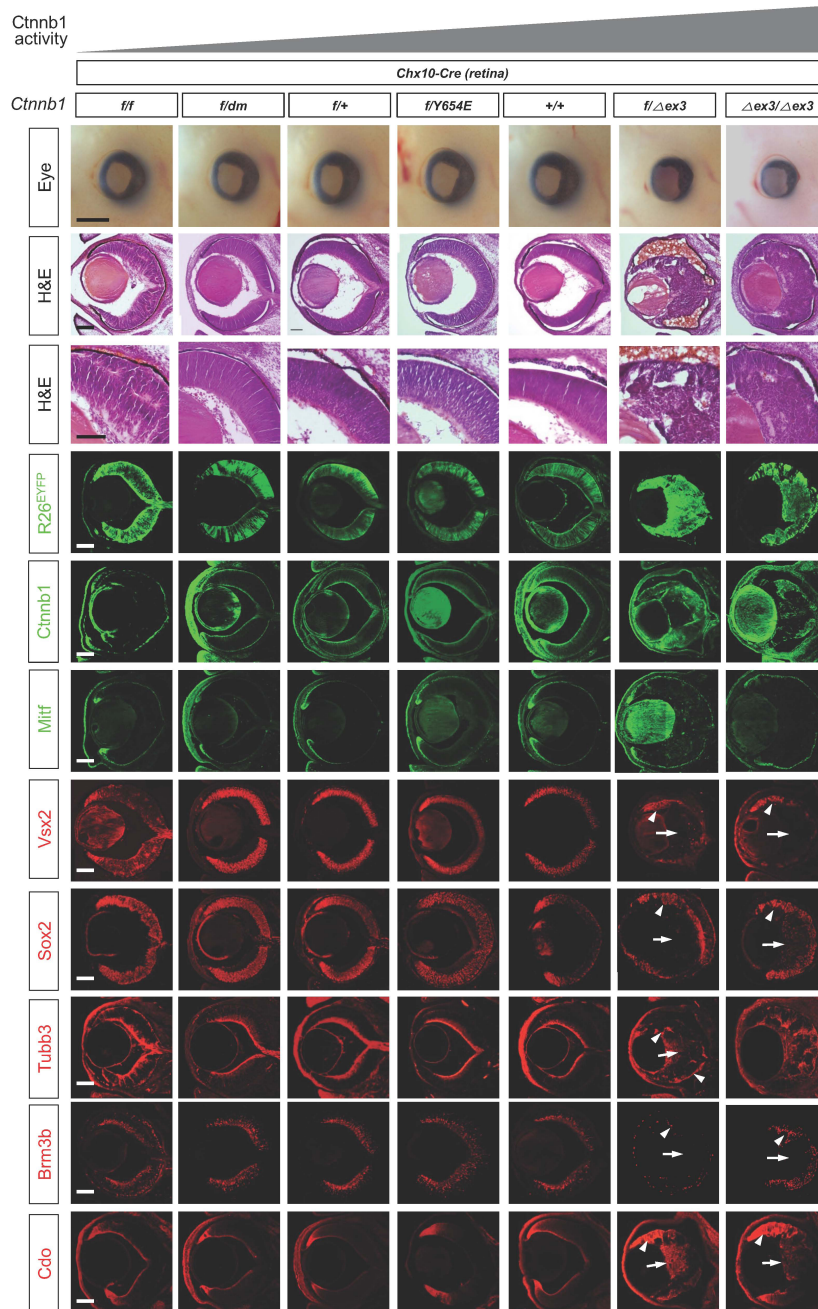 Ctnnb1
activity
Chx10-Cre (retina)
Ctnnb1 f/f f/dm f/+ f/Y654E +/+ f/△ex3 △ex3/△ex3
Eye
H&E
H&E
R26EYFP
Ctnnb1
Mitf
Vsx2
Sox2
Tubb3
Brm3b
Cdo